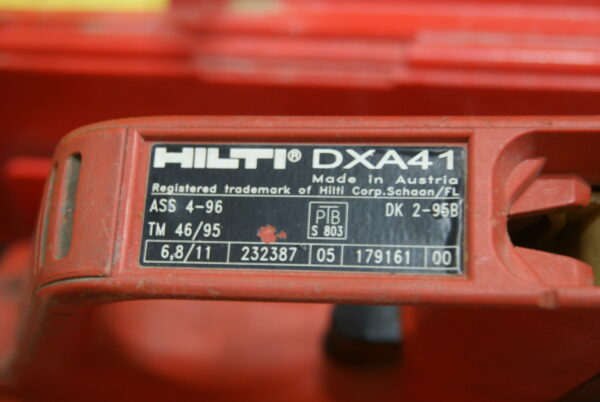 HILTI® DXA41
Made in Austria
Registered trademark of Hilti Corp.Schaan/FL
ASS 4-96 PTB DK 2-96B
TM 46/95 S 803
6,8/11 232387 05 179161 00